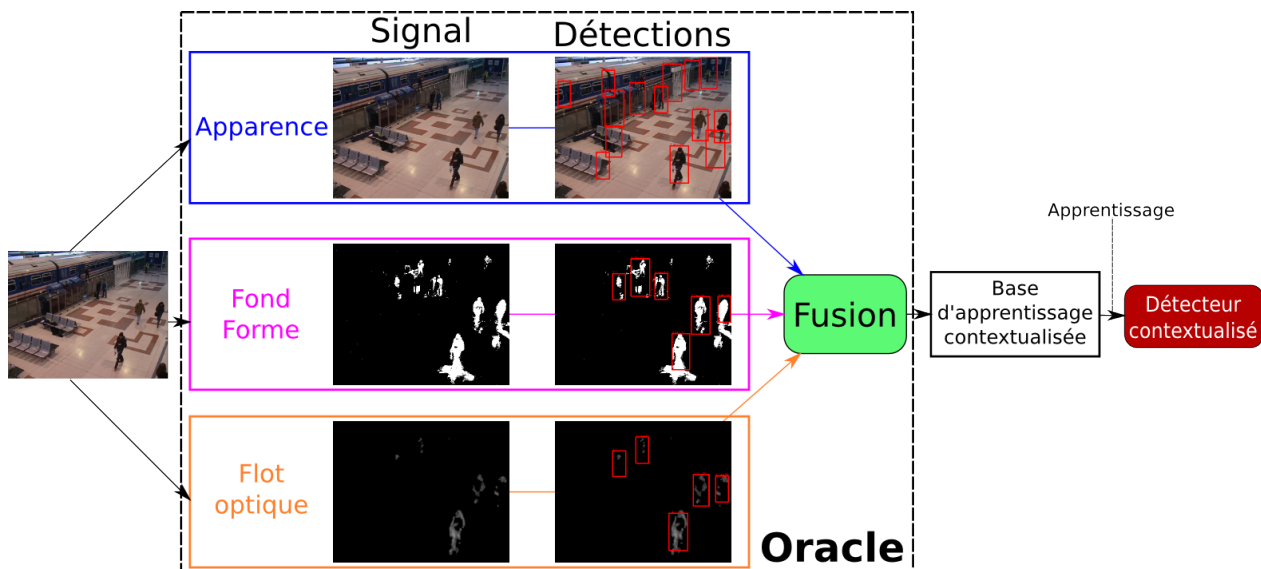 Signal
Détections
Apparence
Fond
Forme
Flot
optique
Fusion
Oracle
Base
d'apprentissage
contextualisée
Apprentissage
Détecteur
contextualisé